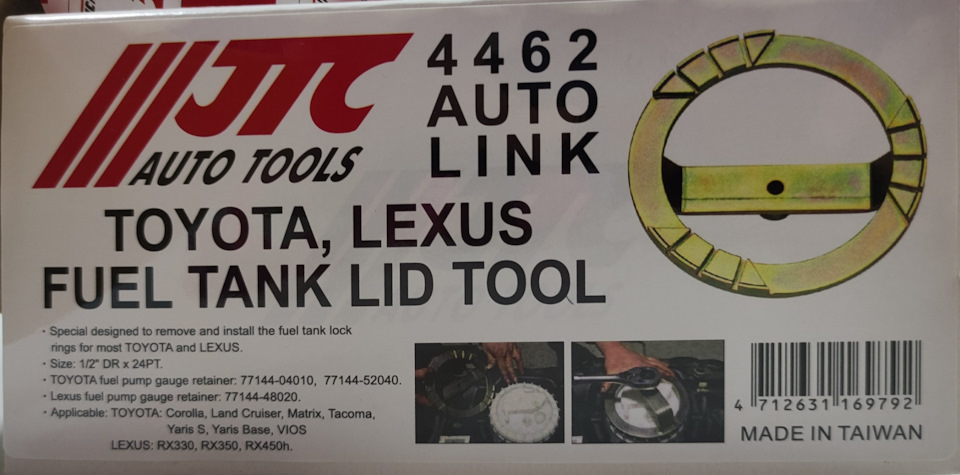 JTC
AUTO TOOLS
4462
AUTO
LINK
TOYOTA, LEXUS
FUEL TANK LID TOOL
· Special designed to remove and install the fuel tank lock
rings for most TOYOTA and LEXUS.
· Size: 1/2" DR x 24PT.
· TOYOTA fuel pump gauge retainer: 77144-04010, 77144-52040.
· Lexus fuel pump gauge retainer: 77144-48020.
· Applicable: TOYOTA: Corolla, Land Cruiser, Matrix, Tacoma,
Yaris S, Yaris Base, VIOS
LEXUS: RX330, RX350, RX450h.
4 712631 169792
MADE IN TAIWAN